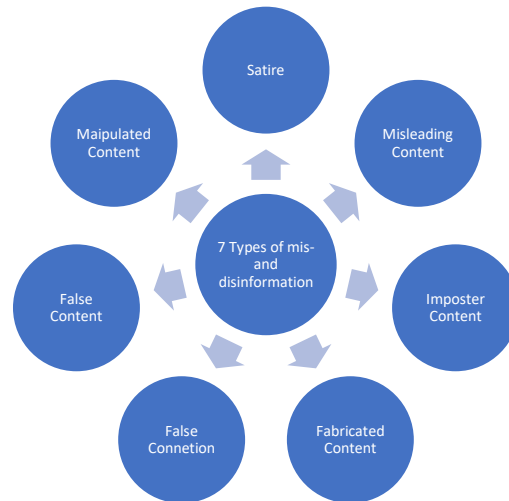 Satire
Misleading
Content
Imposter
Content
Fabricated
Content
False
Connetion
False
Content
Maipulated
Content
7 Types of mis-
and
disinformation